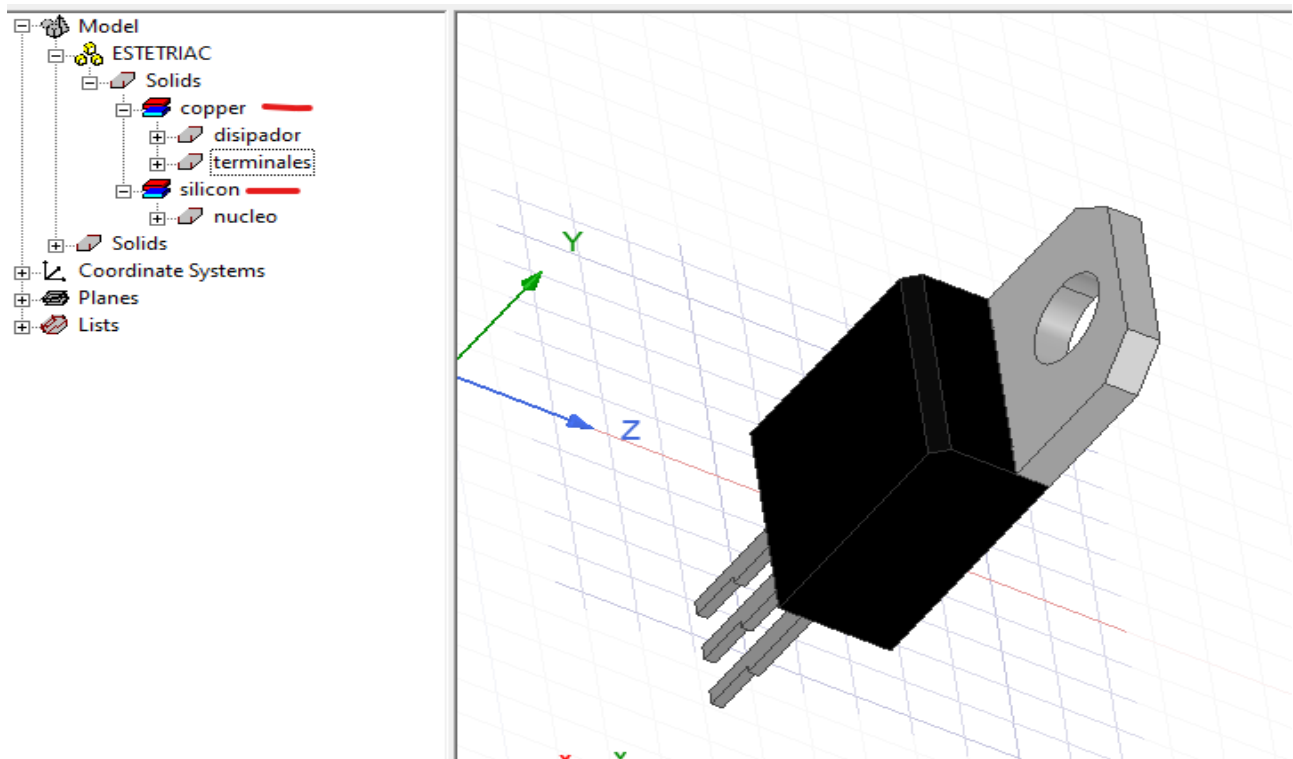 Model
ESTETRIAC
Solids
copper
disipador
terminales
silicon
nucleo
Solids
Coordinate Systems
Planes
Lists
Y
Z